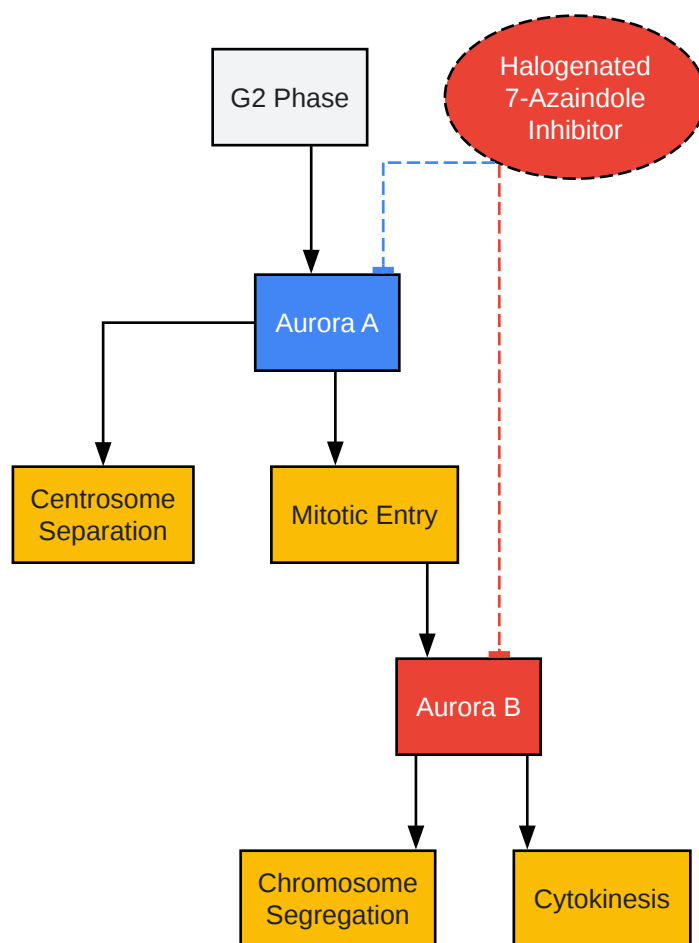 G2 Phase
Halogenated
7-Azaindole
Inhibitor
Aurora A
Centrosome
Separation
Mitotic Entry
Aurora B
Chromosome
Segregation
Cytokinesis